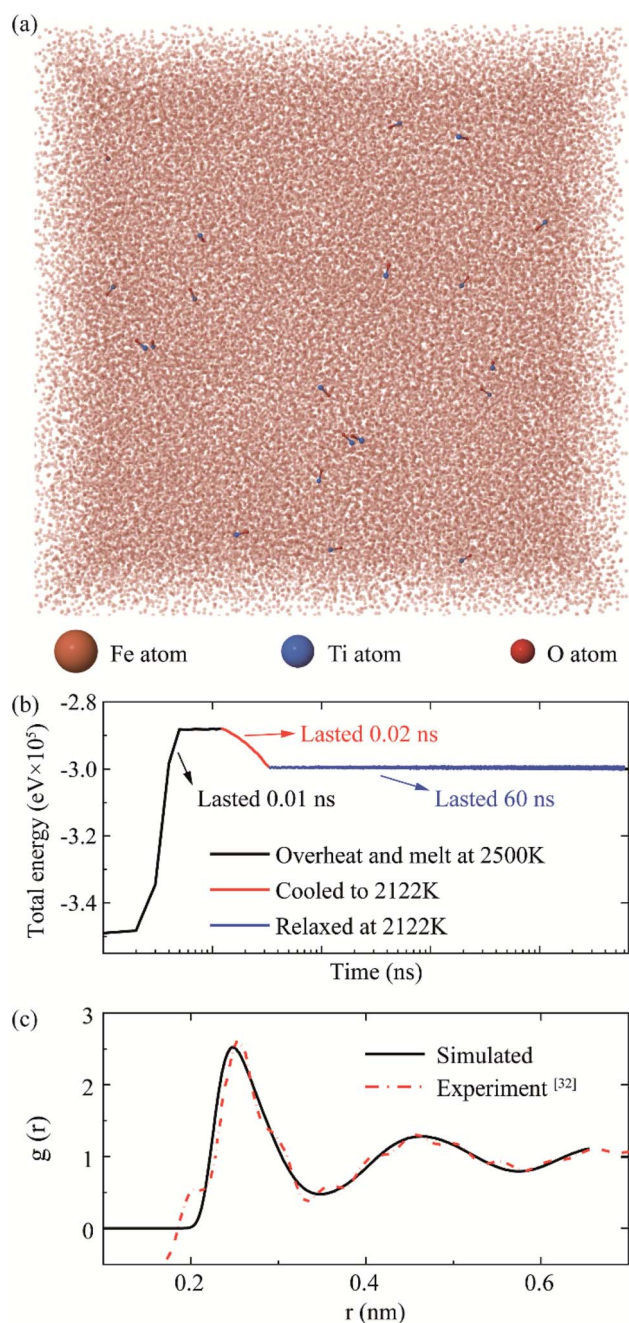 (a)
Fe atom Ti atom O atom
(b)
Total energy (eV×10⁵)
-2.8
-3.0
-3.2
-3.4
Lasted 0.02 ns
Lasted 0.01 ns
Lasted 60 ns
Overheat and melt at 2500K
Cooled to 2122K
Relaxed at 2122K
Time (ns)
(c)
g (r)
3
2
1
0
Simulated
Experiment [32]
0.2 0.4 0.6
r (nm)